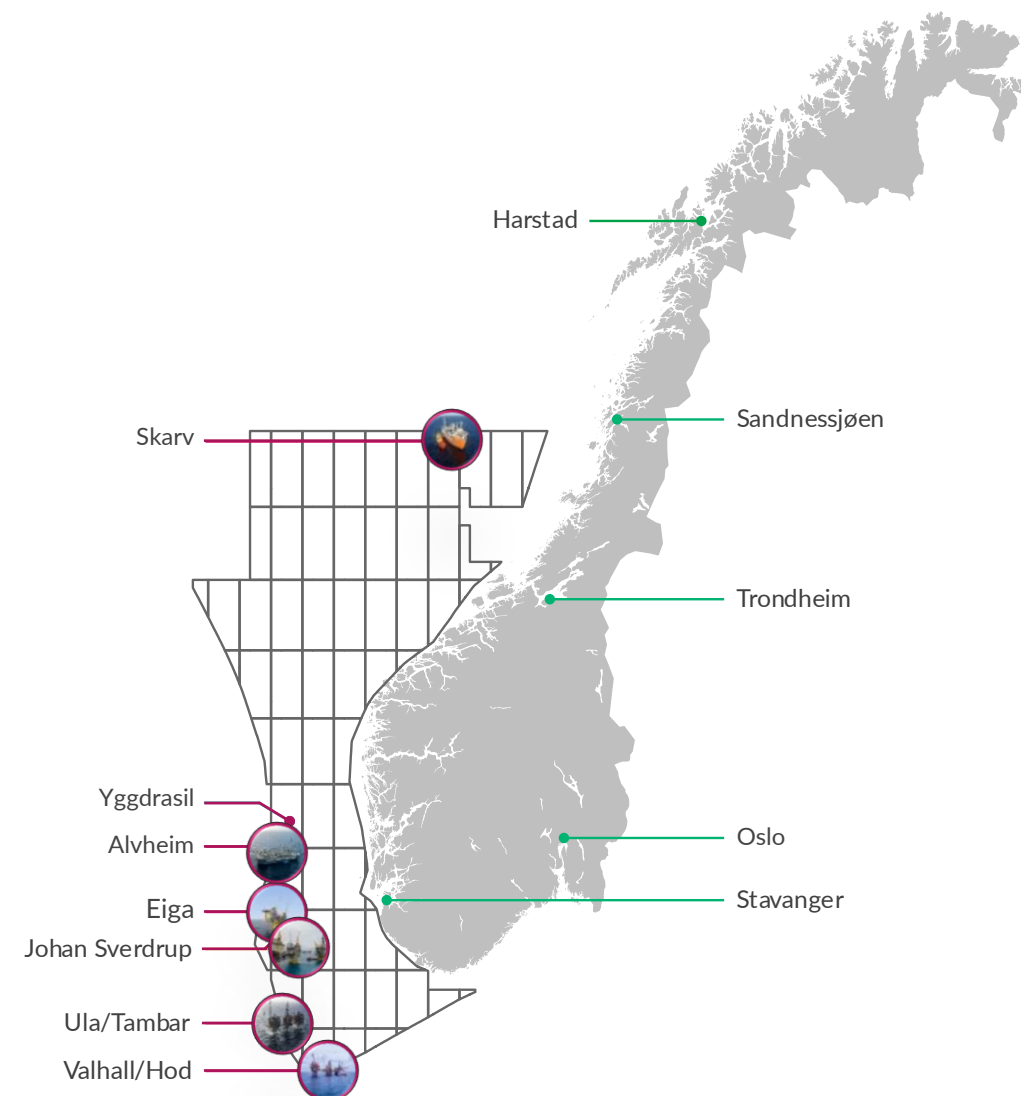 Harstad
Sandnessjøen
Skarv
Trondheim
Yggdrasil
Alvheim
Oslo
Stavanger
Eiga
Johan Sverdrup
Ula/Tambar
Valhall/Hod